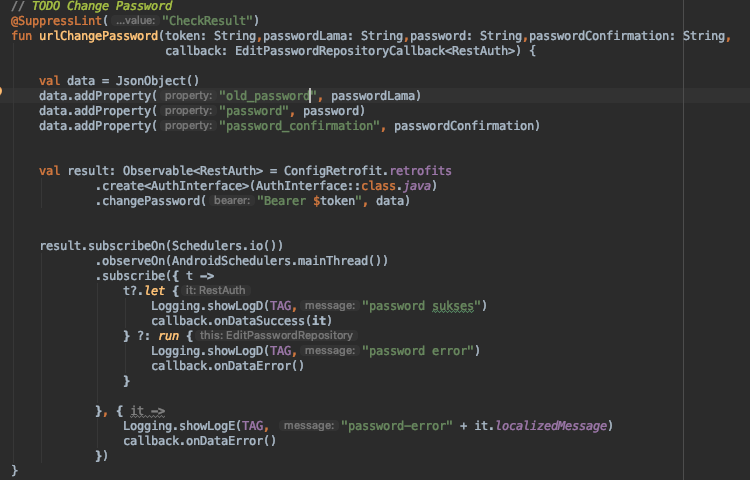 // TODO Change Password
@SuppressLint( ...value: "CheckResult")
fun urlChangePassword(token: String,passwordLama: String,password: String,passwordConfirmation: String,
callback: EditPasswordRepositoryCallback<RestAuth>) {
val data = JsonObject()
data.addProperty( property: "old_password", passwordLama)
data.addProperty( property: "password", password)
data.addProperty( property: "password_confirmation", passwordConfirmation)
val result: Observable<RestAuth> = ConfigRetrofit.retrofits
.create<AuthInterface>(AuthInterface::class.java)
.changePassword( bearer: "Bearer $token", data)
result.subscribeOn(Schedulers.io())
.observeOn(AndroidSchedulers.mainThread())
.subscribe({ t ->
t?.let { it: RestAuth
Logging.showLogD(TAG, message: "password sukses")
callback.onDataSuccess(it)
} ?: run { this: EditPasswordRepository
Logging.showLogD(TAG, message: "password error")
callback.onDataError()
}
}, { it ->
Logging.showLogE(TAG, message: "password-error" + it.localizedMessage)
callback.onDataError()
})
}